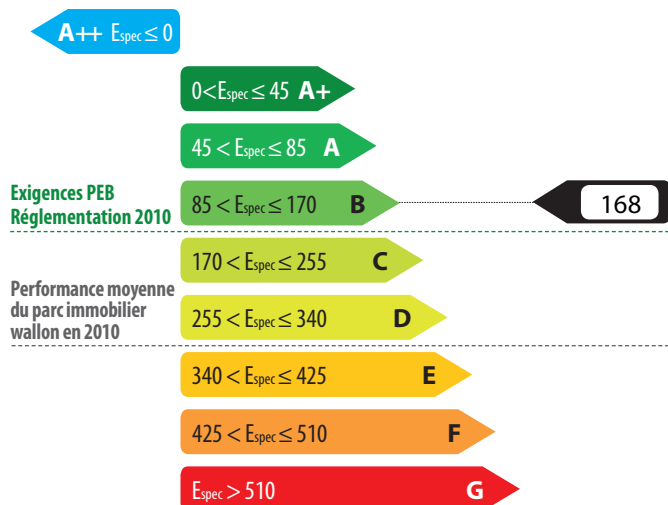 A++ Espec ≤ 0
0 < Espec ≤ 45 A+
45 < Espec ≤ 85 A
Exigences PEB
Réglementation 2010
85 < Espec ≤ 170 B
168
170 < Espec ≤ 255 C
Performance moyenne
du parc immobilier
wallon en 2010
255 < Espec ≤ 340 D
340 < Espec ≤ 425 E
425 < Espec ≤ 510 F
Espec > 510 G